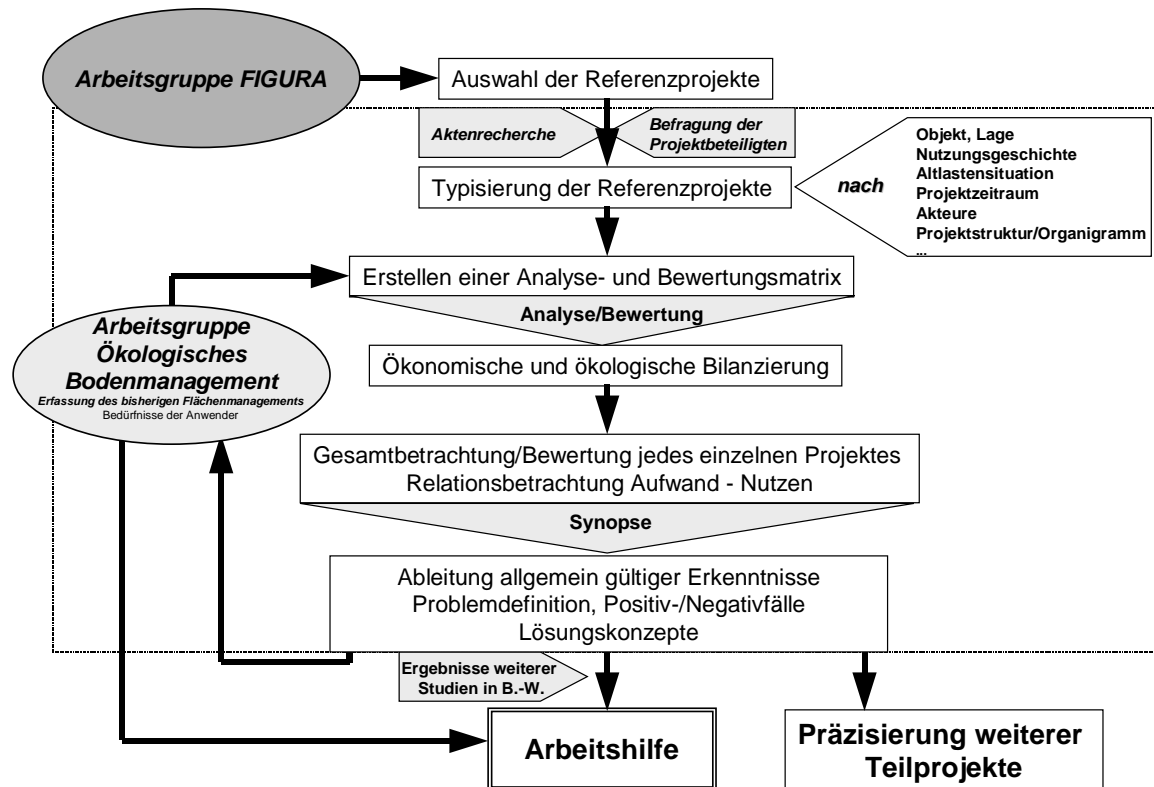 Arbeitsgruppe FIGURA
Auswahl der Referenzprojekte
Aktenrecherche
Befragung der
Projektbeteiligten
Typisierung der Referenzprojekte
nach
Objekt, Lage
Nutzungsgeschichte
Altlastensituation
Projektzeitraum
Akteure
Projektstruktur/Organigramm
...
Erstellen einer Analyse- und Bewertungsmatrix
Analyse/Bewertung
Arbeitsgruppe
Ökologisches
Bodenmanagement
Erfassung des bisherigen Flächenmanagements
Bedürfnisse der Anwender
Ökonomische und ökologische Bilanzierung
Gesamtbetrachtung/Bewertung jedes einzelnen Projektes
Relationsbetrachtung Aufwand - Nutzen
Synopse
Ableitung allgemein gültiger Erkenntnisse
Problemdefinition, Positiv-/Negativfälle
Lösungskonzepte
Ergebnisse weiterer
Studien in B.-W.
Arbeitshilfe
Präzisierung weiterer
Teilprojekte